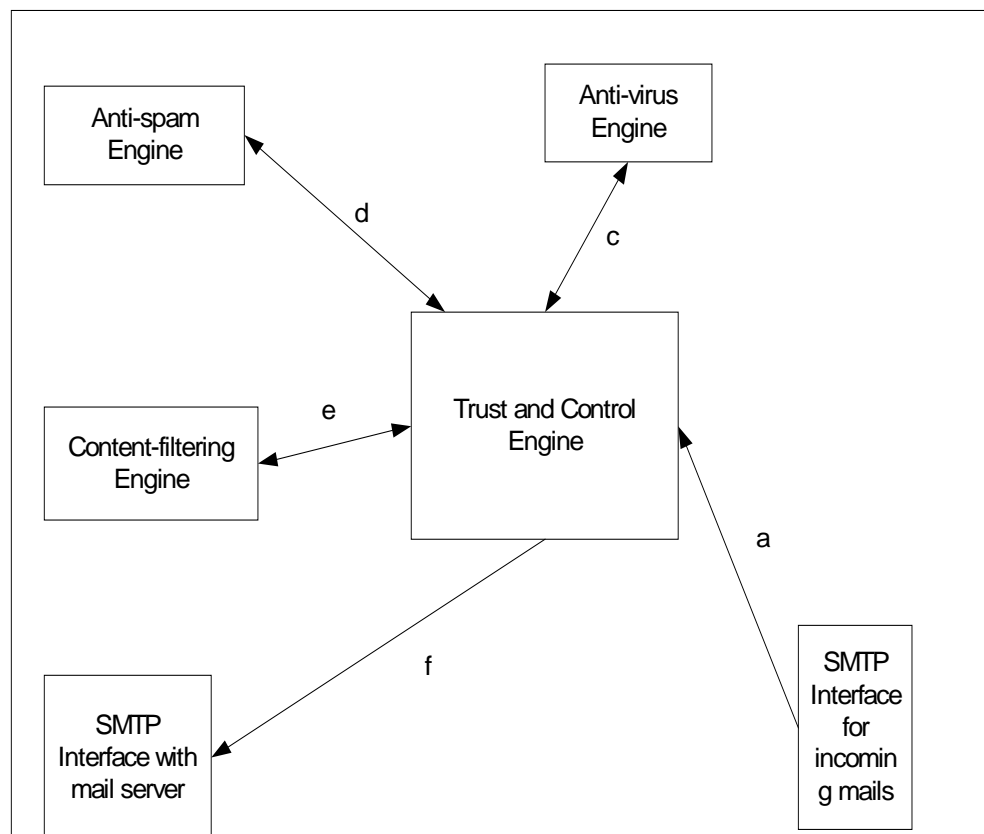 Anti-spam
Engine
Anti-virus
Engine
d
c
Trust and Control
Engine
e
Content-filtering
Engine
a
f
SMTP
Interface with
mail server
SMTP
Interface
for
incomin
g mails